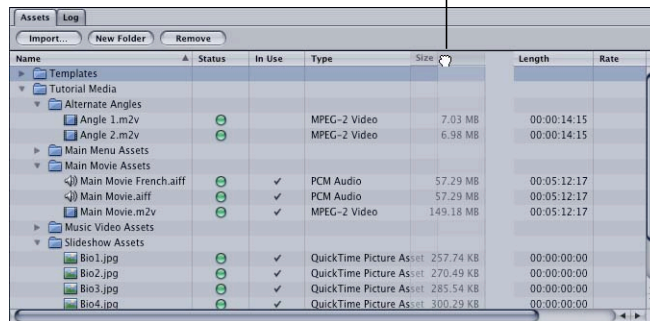 Assets Log
Import... New Folder Remove
Name Status In Use Type Size Length Rate
Templates
Tutorial Media
Alternate Angles
Angle 1.m2v MPEG-2 Video 7.03 MB 00:00:14:15
Angle 2.m2v MPEG-2 Video 6.98 MB 00:00:14:15
Main Menu Assets
Main Movie Assets
Main Movie French.aiff PCM Audio 57.29 MB 00:05:12:17
Main Movie.aiff PCM Audio 57.29 MB 00:05:12:17
Main Movie.m2v MPEG-2 Video 149.18 MB 00:05:12:17
Music Video Assets
Slideshow Assets
Bio1.jpg QuickTime Picture Asset 257.74 KB 00:00:00:00
Bio2.jpg QuickTime Picture Asset 270.49 KB 00:00:00:00
Bio3.jpg QuickTime Picture Asset 285.54 KB 00:00:00:00
Bio4.jpg QuickTime Picture Asset 300.29 KB 00:00:00:00